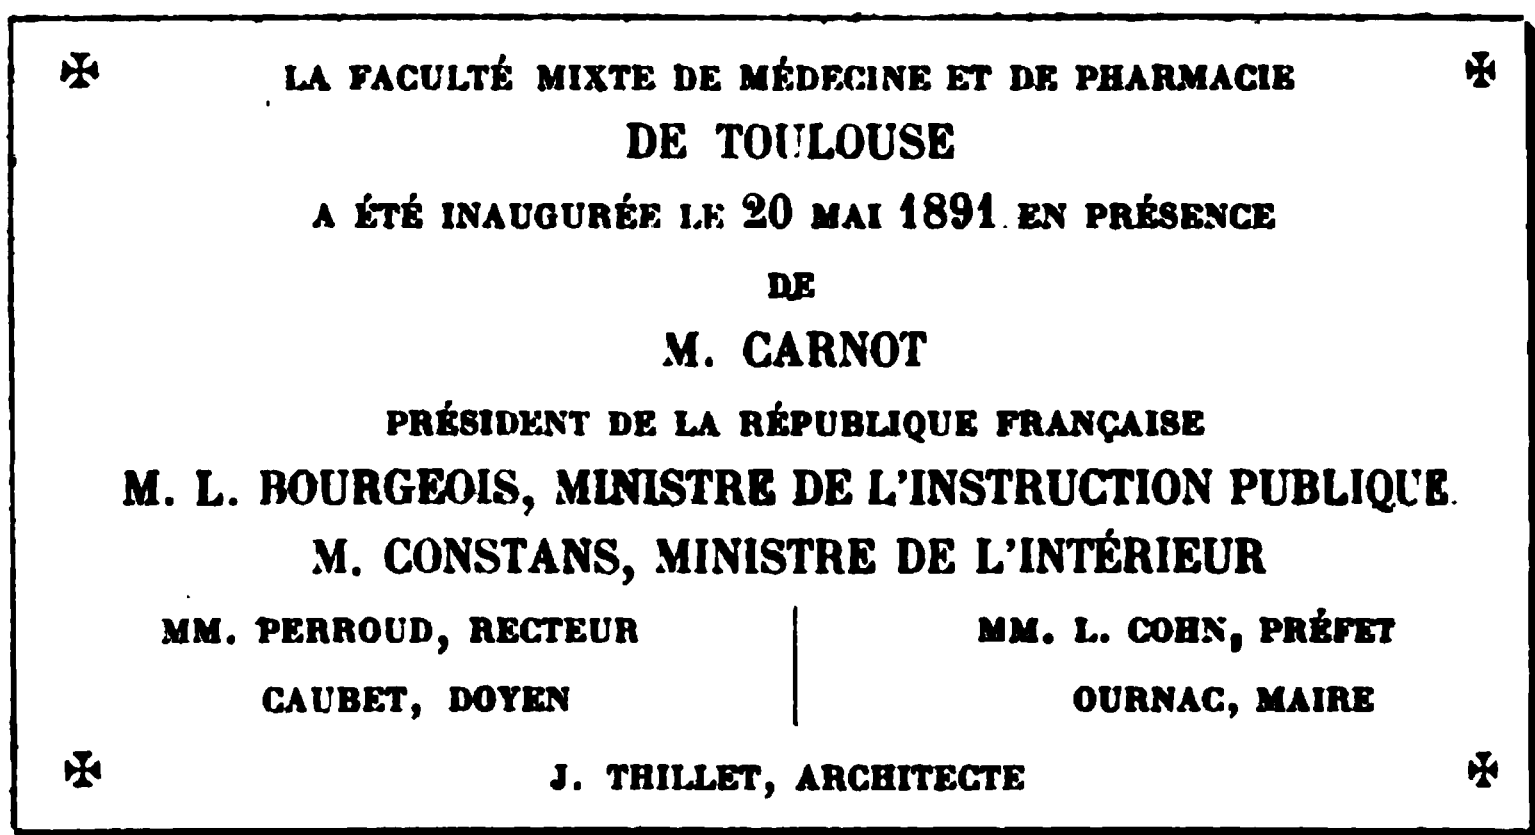 LA FACULTÉ MIXTE DE MÉDECINE ET DE PHARMACIE
DE TOULOUSE
A ÉTÉ INAUGURÉE LE 20 MAI 1891 EN PRÉSENCE
DE
M. CARNOT
PRÉSIDENT DE LA RÉPUBLIQUE FRANÇAISE
M. L. BOURGEOIS, MINISTRE DE L'INSTRUCTION PUBLIQUE.
M. CONSTANS, MINISTRE DE L'INTÉRIEUR
MM. PERROUD, RECTEUR
CAUBET, DOYEN
MM. L. COHN, PRÉFET
OURNAC, MAIRE
J. THILLET, ARCHITECTE